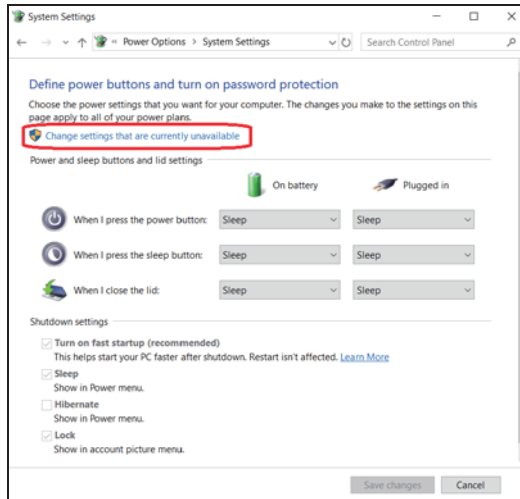 System Settings
« Power Options > System Settings
Search Control Panel
Define power buttons and turn on password protection
Choose the power settings that you want for your computer. The changes you make to the settings on this
page apply to all of your power plans.
Change settings that are currently unavailable
Power and sleep buttons and lid settings
On battery Plugged in
When I press the power button: Sleep Sleep
When I press the sleep button: Sleep Sleep
When I close the lid: Sleep Sleep
Shutdown settings
Turn on fast startup (recommended)
This helps start your PC faster after shutdown. Restart isn't affected. Learn More
Sleep
Show in Power menu.
Hibernate
Show in Power menu.
Lock
Show in account picture menu.
Save changes Cancel